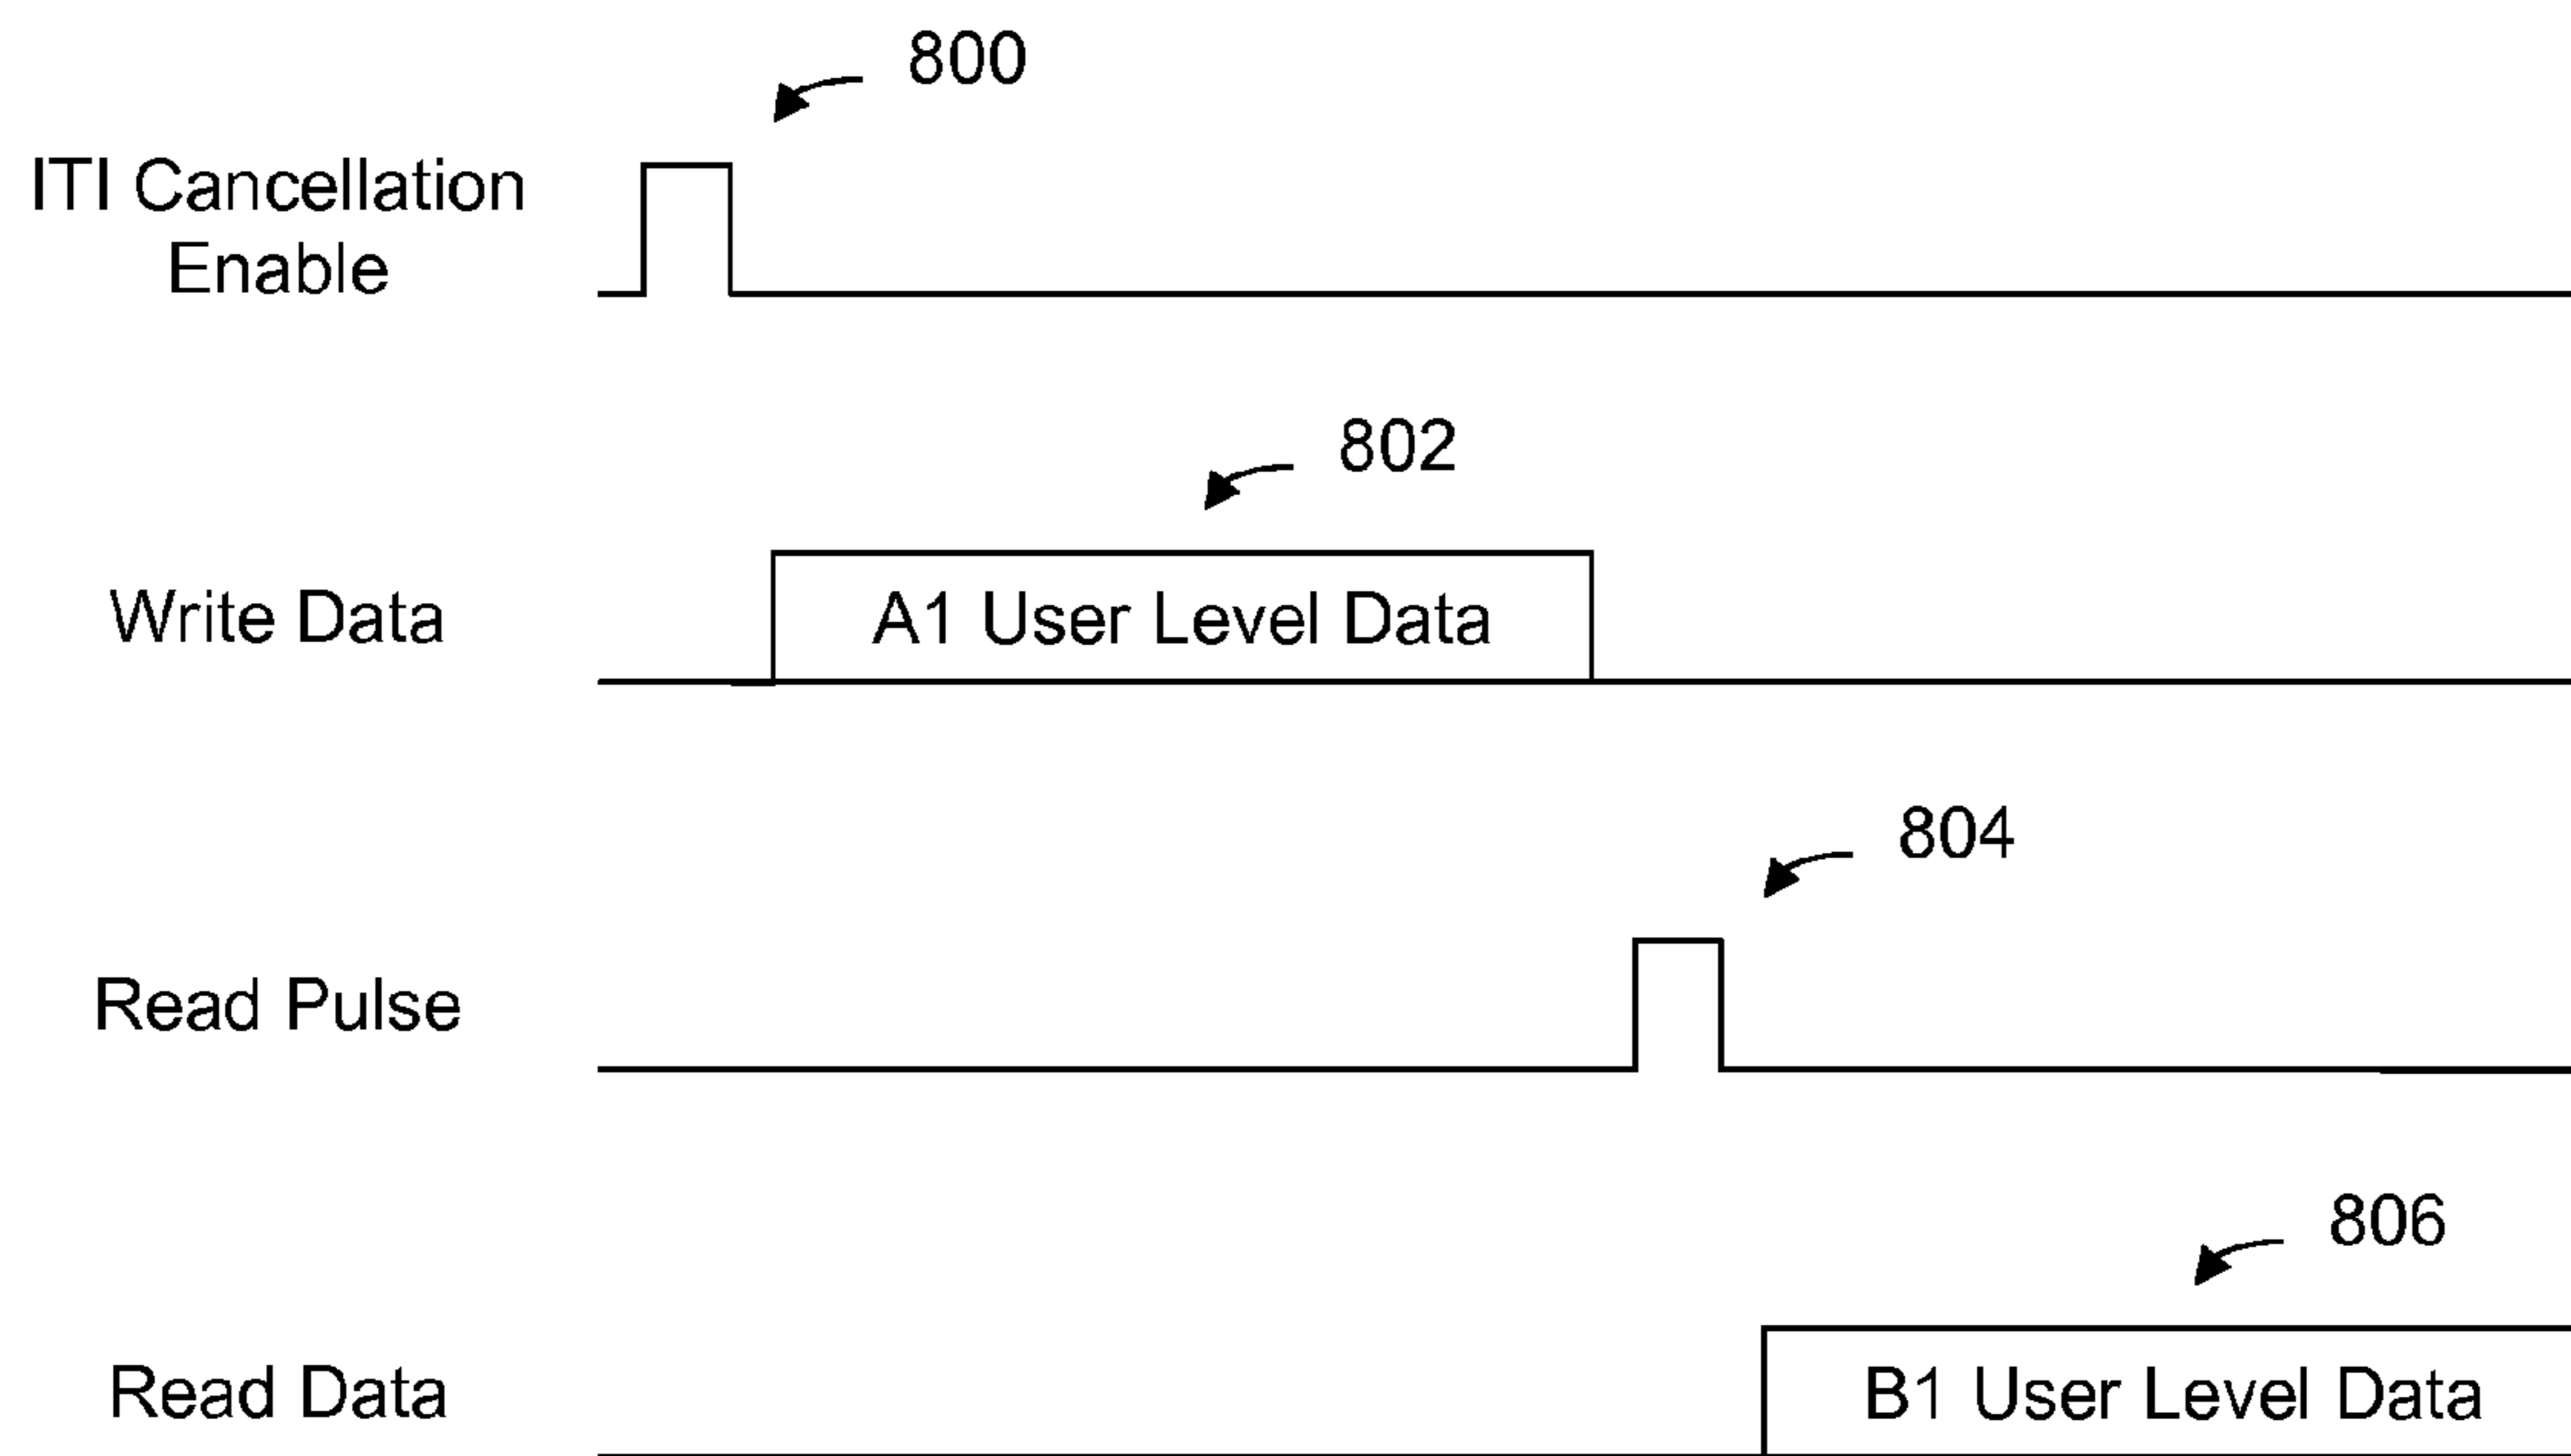 800
ITI Cancellation
Enable
802
Write Data
A1 User Level Data
804
Read Pulse
806
Read Data
B1 User Level Data